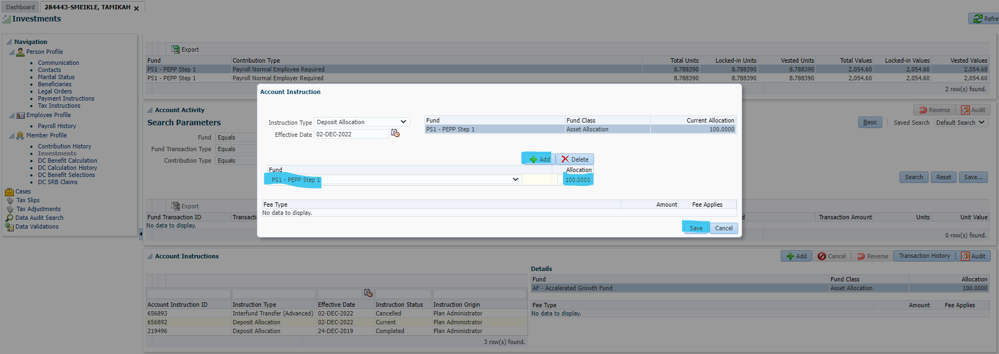 Dashboard 284443-SMEIKLE, TAMIKAH
Investments
Refre
Navigation
Person Profile
Communication
Contacts
Marital Status
Beneficiaries
Legal Orders
Payment Instructions
Tax Instructions
Employee Profile
Payroll History
Member Profile
Contribution History
Investments
DC Benefit Calculation
DC Calculation History
DC Benefit Selections
DC SRB Claims
Cases
Tax Slips
Tax Adjustments
Data Audit Search
Data Validations
Export
Fund Contribution Type Total Units Locked-in Units Vested Units Total Values Locked-in Values Vested Values
PS1 - PEPP Step 1 Payroll Normal Employee Required 8.788390 8.788390 8.788390 2,054.60 2,054.60 2,054.60
PS1 - PEPP Step 1 Payroll Normal Employer Required 8.788390 8.788390 8.788390 2,054.60 2,054.60 2,054.60
2 row(s) found.
Account Activity
Reverse Audit
Search Parameters
Basic Saved Search Default Search
Fund Equals
Fund Transaction Type Equals
Contribution Type Equals
Search Reset Save...
Export
Fund Transaction ID Transacti d Transaction Amount Units Unit Value
No data to display.
0 row(s) found.
Account Instruction
Instruction Type Deposit Allocation
Effective Date 02-DEC-2022
Fund Fund Class Current Allocation
PS1 - PEPP Step 1 Asset Allocation 100.0000
Add Delete
Fund Allocation
PS1 - PEPP Step 1 100.0000
Fee Type Amount Fee Applies
No data to display.
Save Cancel
Account Instructions
Add Cancel Reverse Transaction History Audit
Account Instruction ID Instruction Type Effective Date Instruction Status Instruction Origin
656893 Interfund Transfer (Advanced) 02-DEC-2022 Cancelled Plan Administrator
656892 Deposit Allocation 02-DEC-2022 Current Plan Administrator
219496 Deposit Allocation 24-DEC-2019 Completed Plan Administrator
3 row(s) found.
Details
Fund Fund Class Allocation
AF - Accelerated Growth Fund Asset Allocation 100.0000
Fee Type Amount Fee Applies
No data to display.